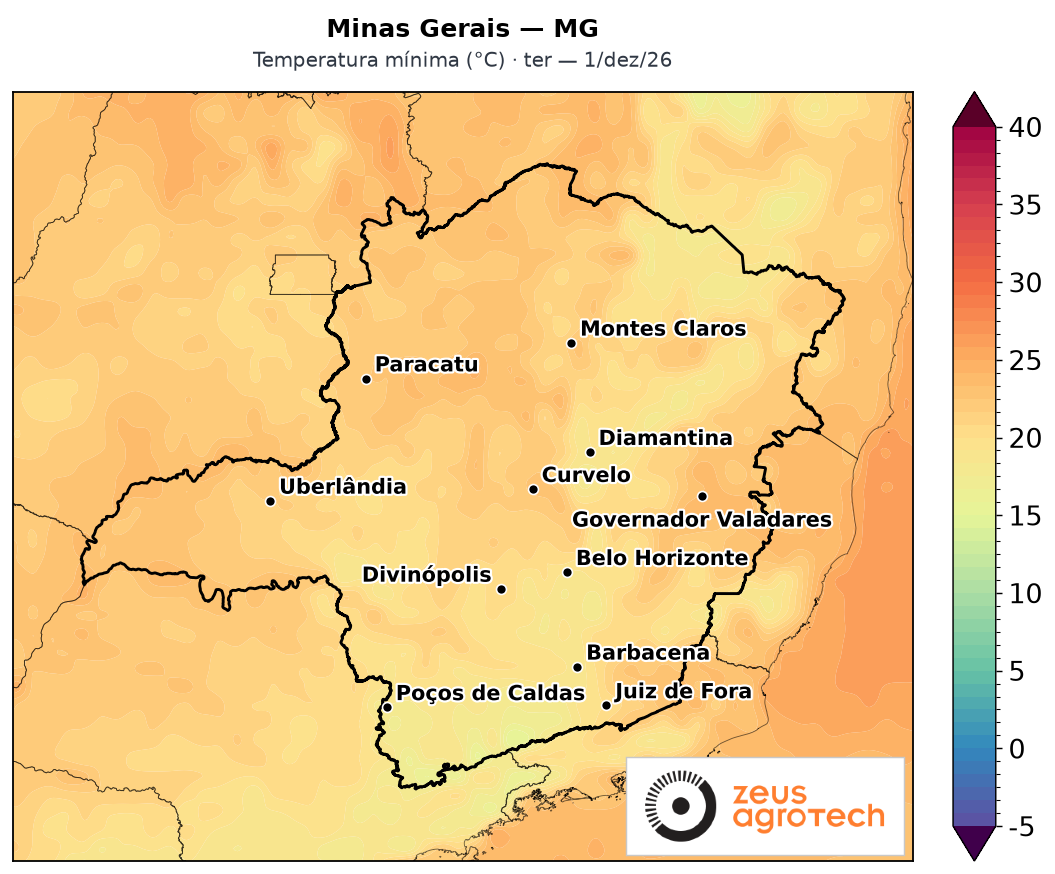 Minas Gerais — MG
Temperatura mínima (°C) · ter — 1/dez/26
Montes Claros
Paracatu
Diamantina
Curvelo
Uberlândia
Governador Valadares
Belo Horizonte
Divinópolis
Barbacena
Poços de Caldas
Juiz de Fora
40
35
30
25
20
15
10
5
0
-5
zeus
agrotech